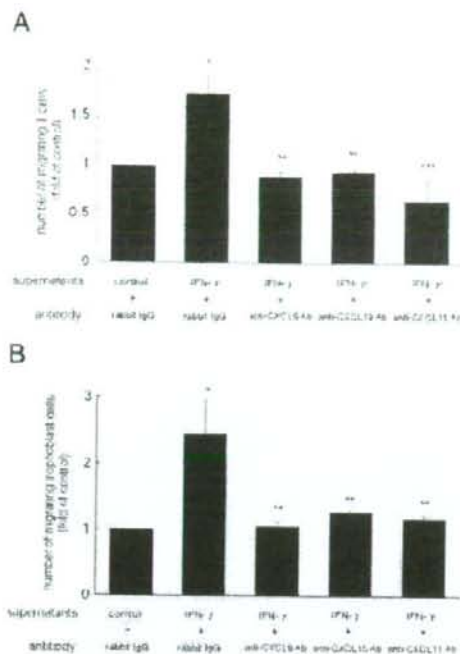 A
number of migrating T cells
(fold of control)
2
1.5
1
0.5
0
*
**
**
***
supernatants control IFN-γ IFN-γ IFN-γ IFN-γ
+ + + + +
antibody rabbit IgG rabbit IgG anti-CXCL9 Ab anti-CXCL10 Ab anti-CXCL11 Ab
B
number of migrating trophoblast cells
(fold of control)
3
2
1
0
*
**
**
**
supernatants control IFN-γ IFN-γ IFN-γ IFN-γ
+ + + + +
antibody rabbit IgG rabbit IgG anti-CXCL9 Ab anti-CXCL10 Ab anti-CXCL11 Ab